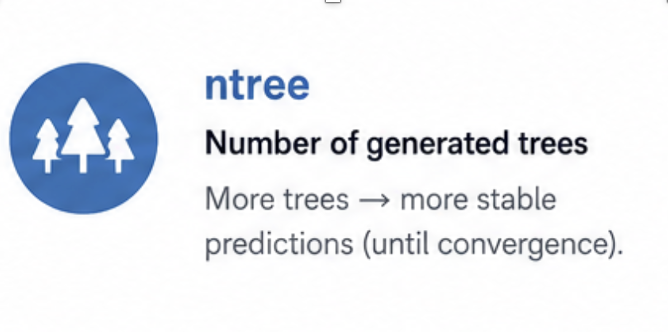 ntree
Number of generated trees
More trees → more stable
predictions (until convergence).